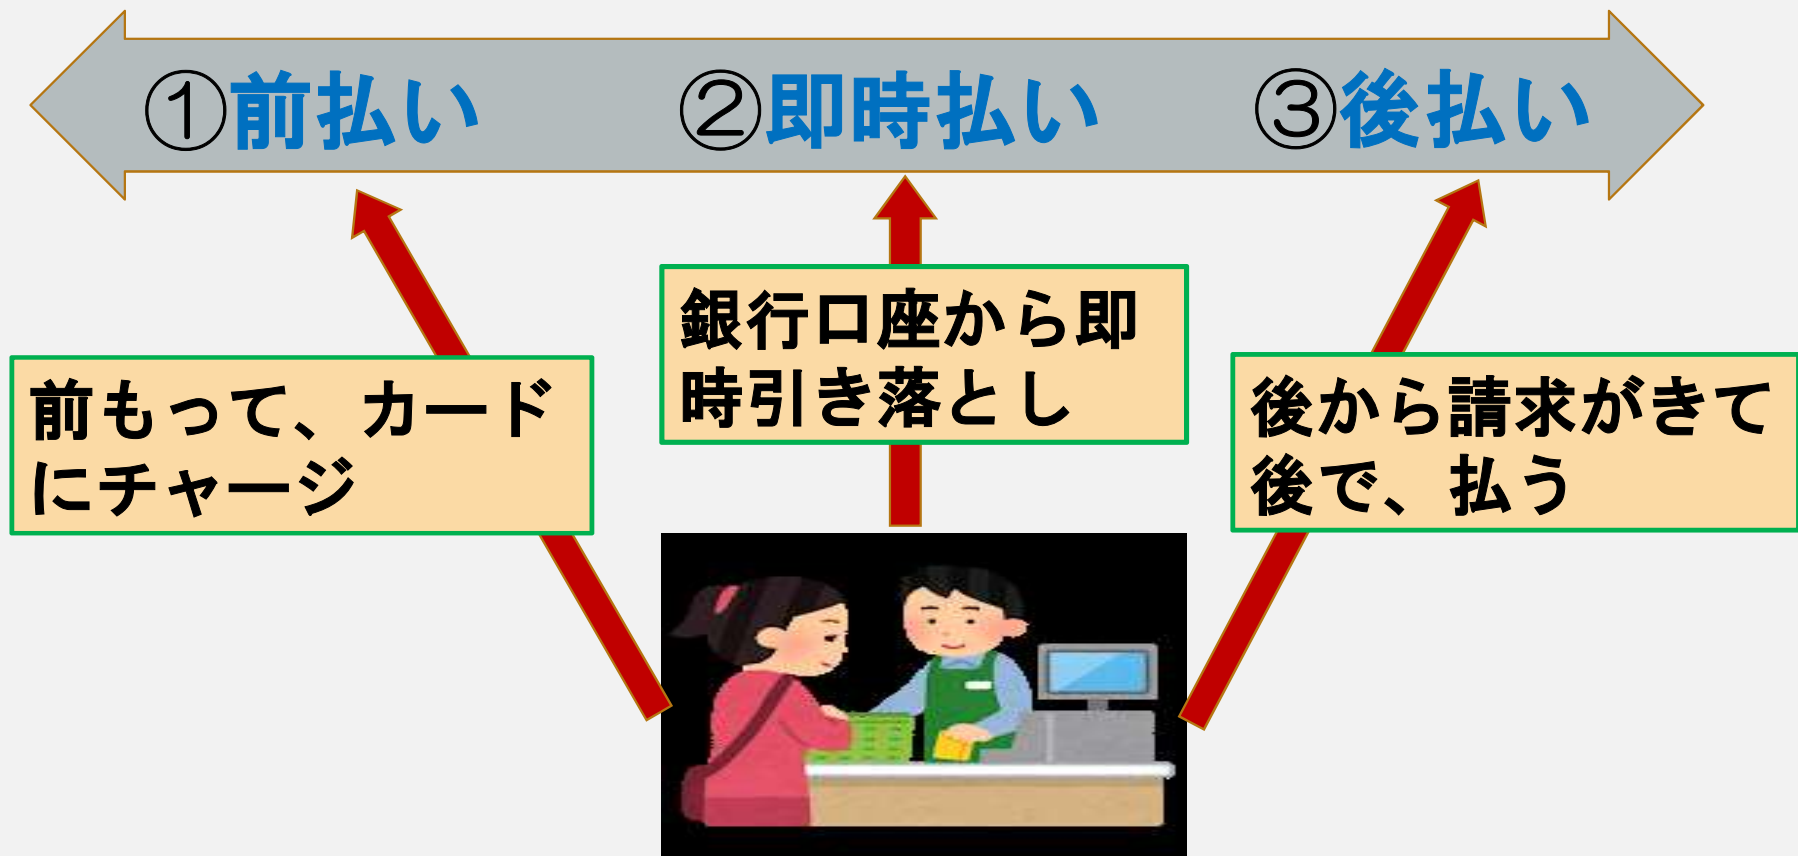 ①前払い ②即時払い ③後払い
銀行口座から即
時引き落とし
前もって、カード
にチャージ
後から請求がきて
後で、払う